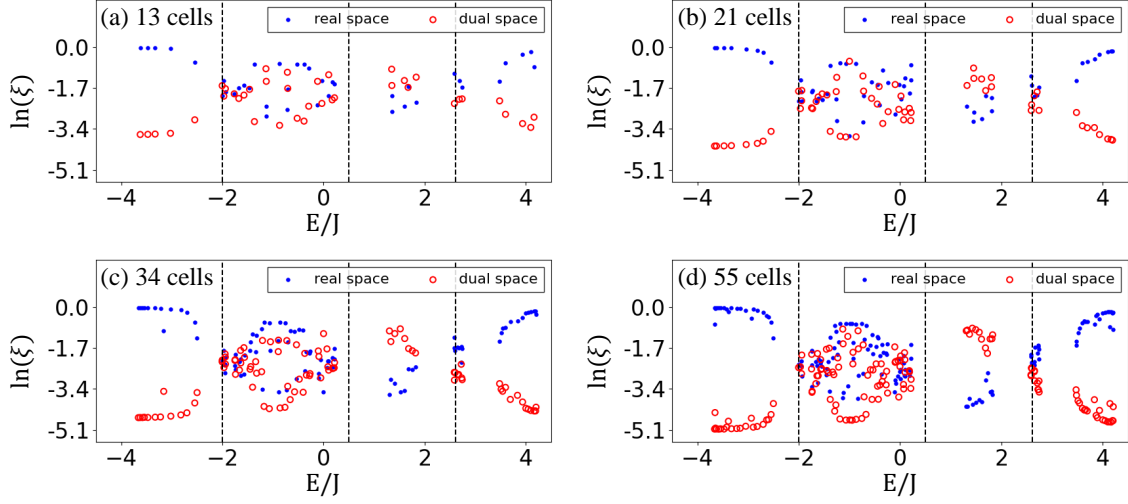 (a) 13 cells
real space
dual space
0.0
-1.7
-3.4
-5.1
ln(ξ)
−4
−2
0
2
4
E/J
(b) 21 cells
real space
dual space
0.0
-1.7
-3.4
-5.1
ln(ξ)
−4
−2
0
2
4
E/J
(c) 34 cells
real space
dual space
0.0
-1.7
-3.4
-5.1
ln(ξ)
−4
−2
0
2
4
E/J
(d) 55 cells
real space
dual space
0.0
-1.7
-3.4
-5.1
ln(ξ)
−4
−2
0
2
4
E/J